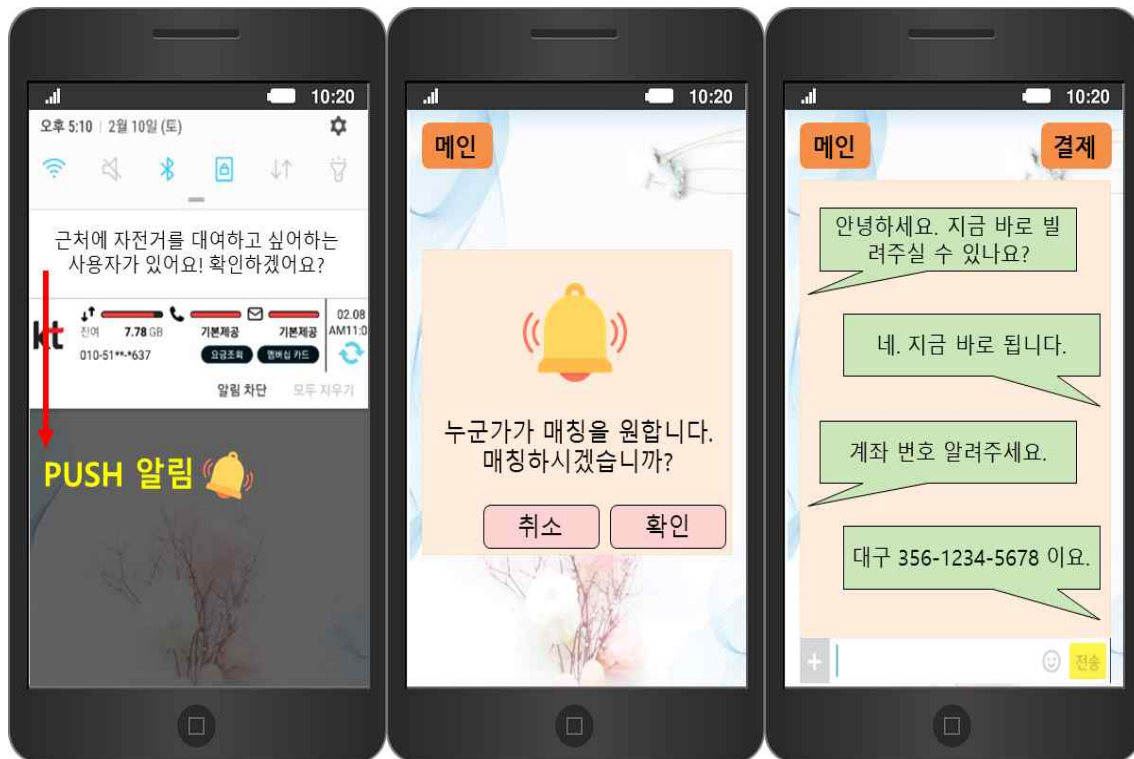 10:20
오후 5:10 | 2월 10일 (토)
근처에 자전거를 대여하고 싶어하는
사용자가 있어요! 확인하겠어요?
kt
잔여 7.78 GB 기본제공 기본제공
02.08
AM11:0
010-51**-*637 요금조회 멤버십 카드
알림 차단 모두 지우기
PUSH 알림
10:20
메인
누군가가 매칭을 원합니다.
매칭하시겠습니까?
취소 확인
10:20
메인 결제
안녕하세요. 지금 바로 빌
려주실 수 있나요?
네. 지금 바로 됩니다.
계좌 번호 알려주세요.
대구 356-1234-5678 이요.
전송